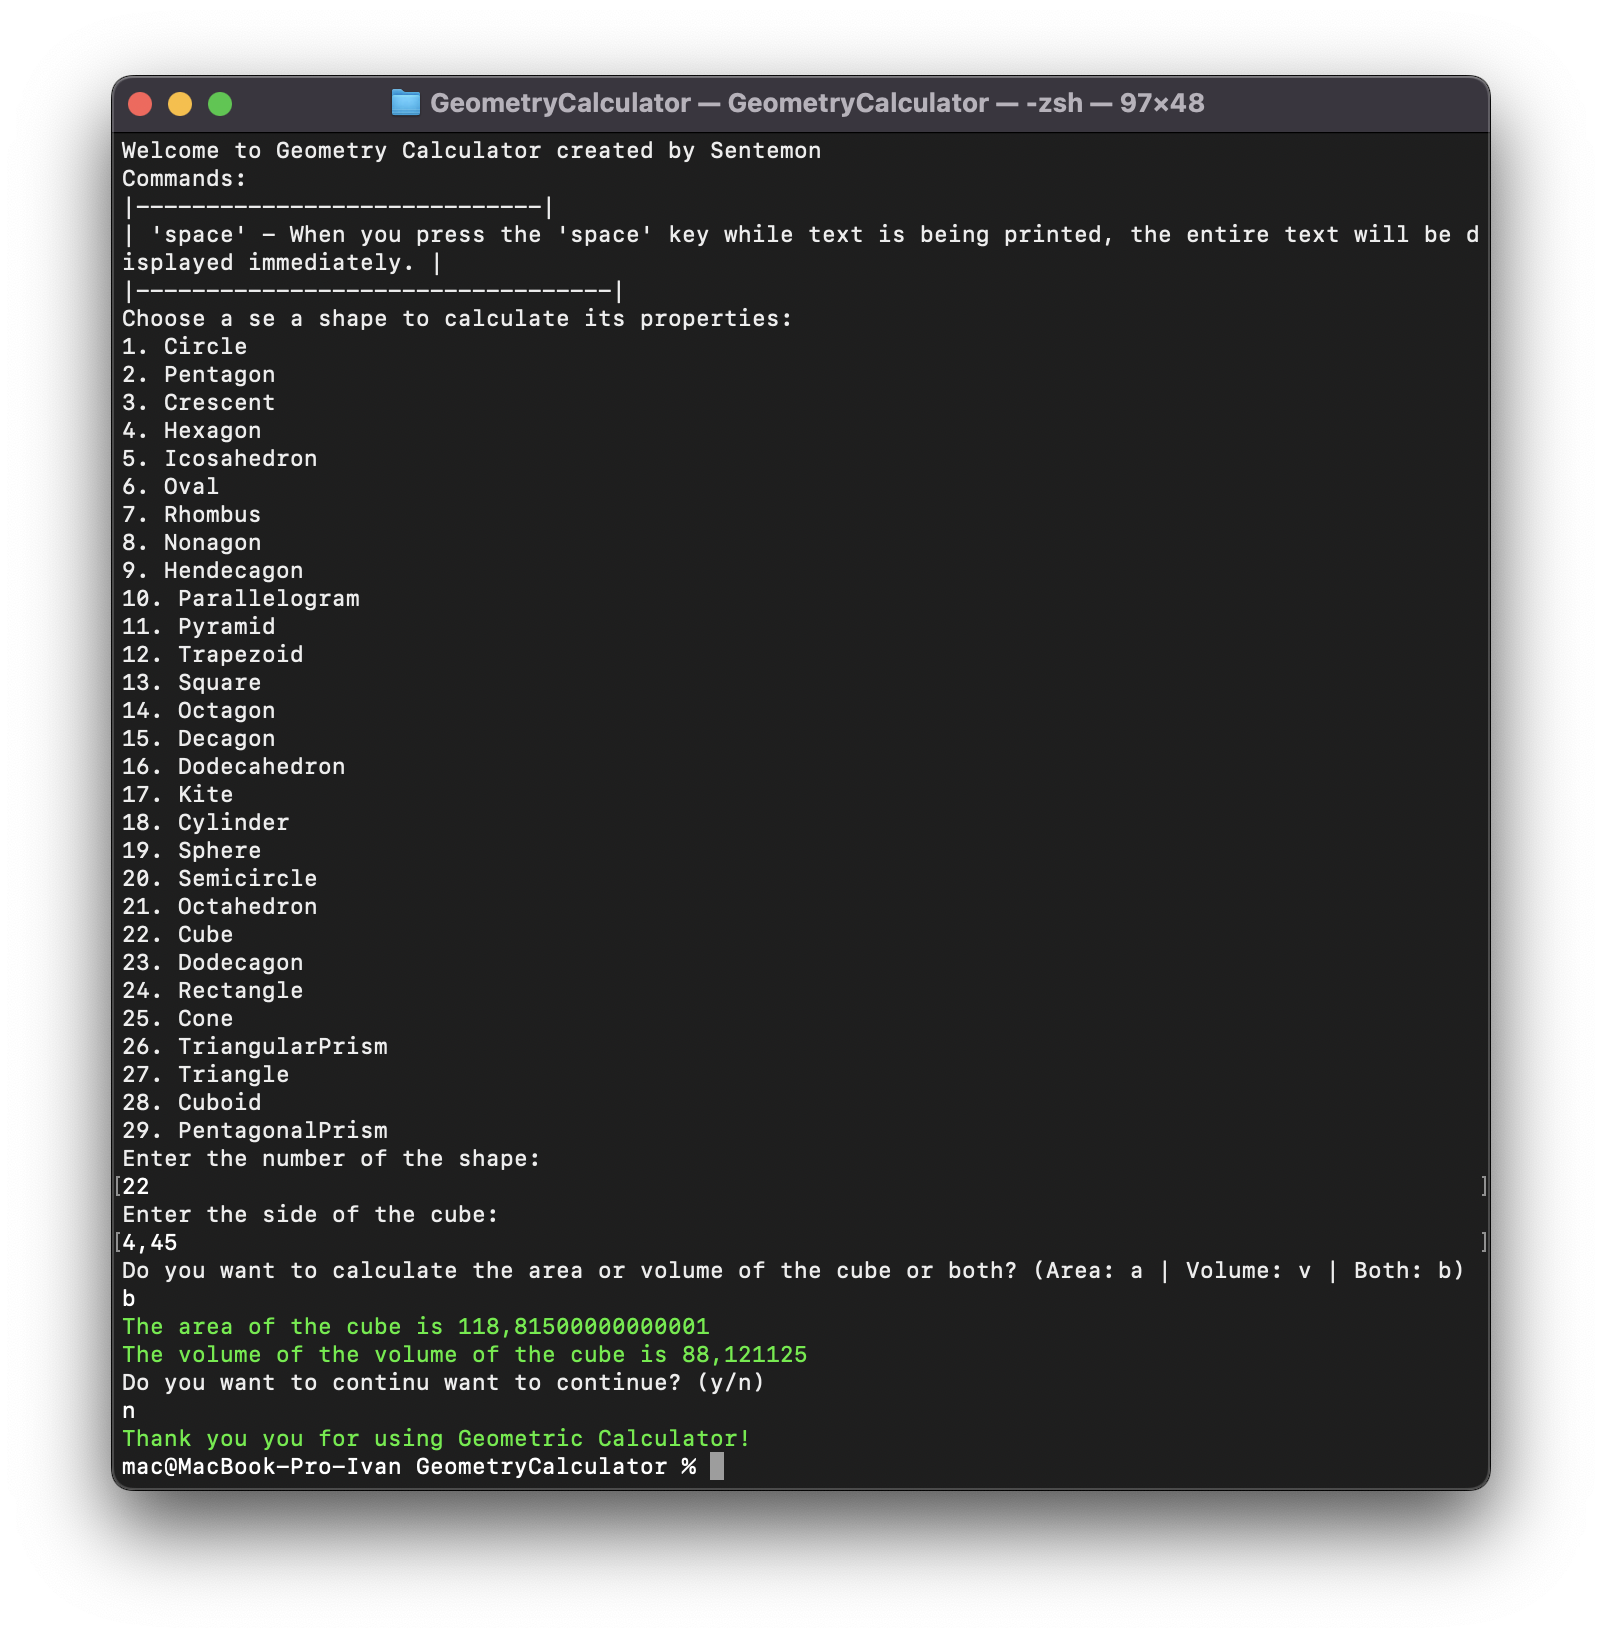 GeometryCalculator — GeometryCalculator — -zsh — 97×48
Welcome to Geometry Calculator created by Sentemon
Commands:
|-----------------------------|
| 'space' - When you press the 'space' key while text is being printed, the entire text will be d
isplayed immediately. |
|----------------------------------|
Choose a se a shape to calculate its properties:
1. Circle
2. Pentagon
3. Crescent
4. Hexagon
5. Icosahedron
6. Oval
7. Rhombus
8. Nonagon
9. Hendecagon
10. Parallelogram
11. Pyramid
12. Trapezoid
13. Square
14. Octagon
15. Decagon
16. Dodecahedron
17. Kite
18. Cylinder
19. Sphere
20. Semicircle
21. Octahedron
22. Cube
23. Dodecagon
24. Rectangle
25. Cone
26. TriangularPrism
27. Triangle
28. Cuboid
29. PentagonalPrism
Enter the number of the shape:
[22 ]
Enter the side of the cube:
[4,45 ]
Do you want to calculate the area or volume of the cube or both? (Area: a | Volume: v | Both: b)
b
The area of the cube is 118,81500000000001
The volume of the volume of the cube is 88,121125
Do you want to continu want to continue? (y/n)
n
Thank you you for using Geometric Calculator!
mac@MacBook-Pro-Ivan GeometryCalculator %